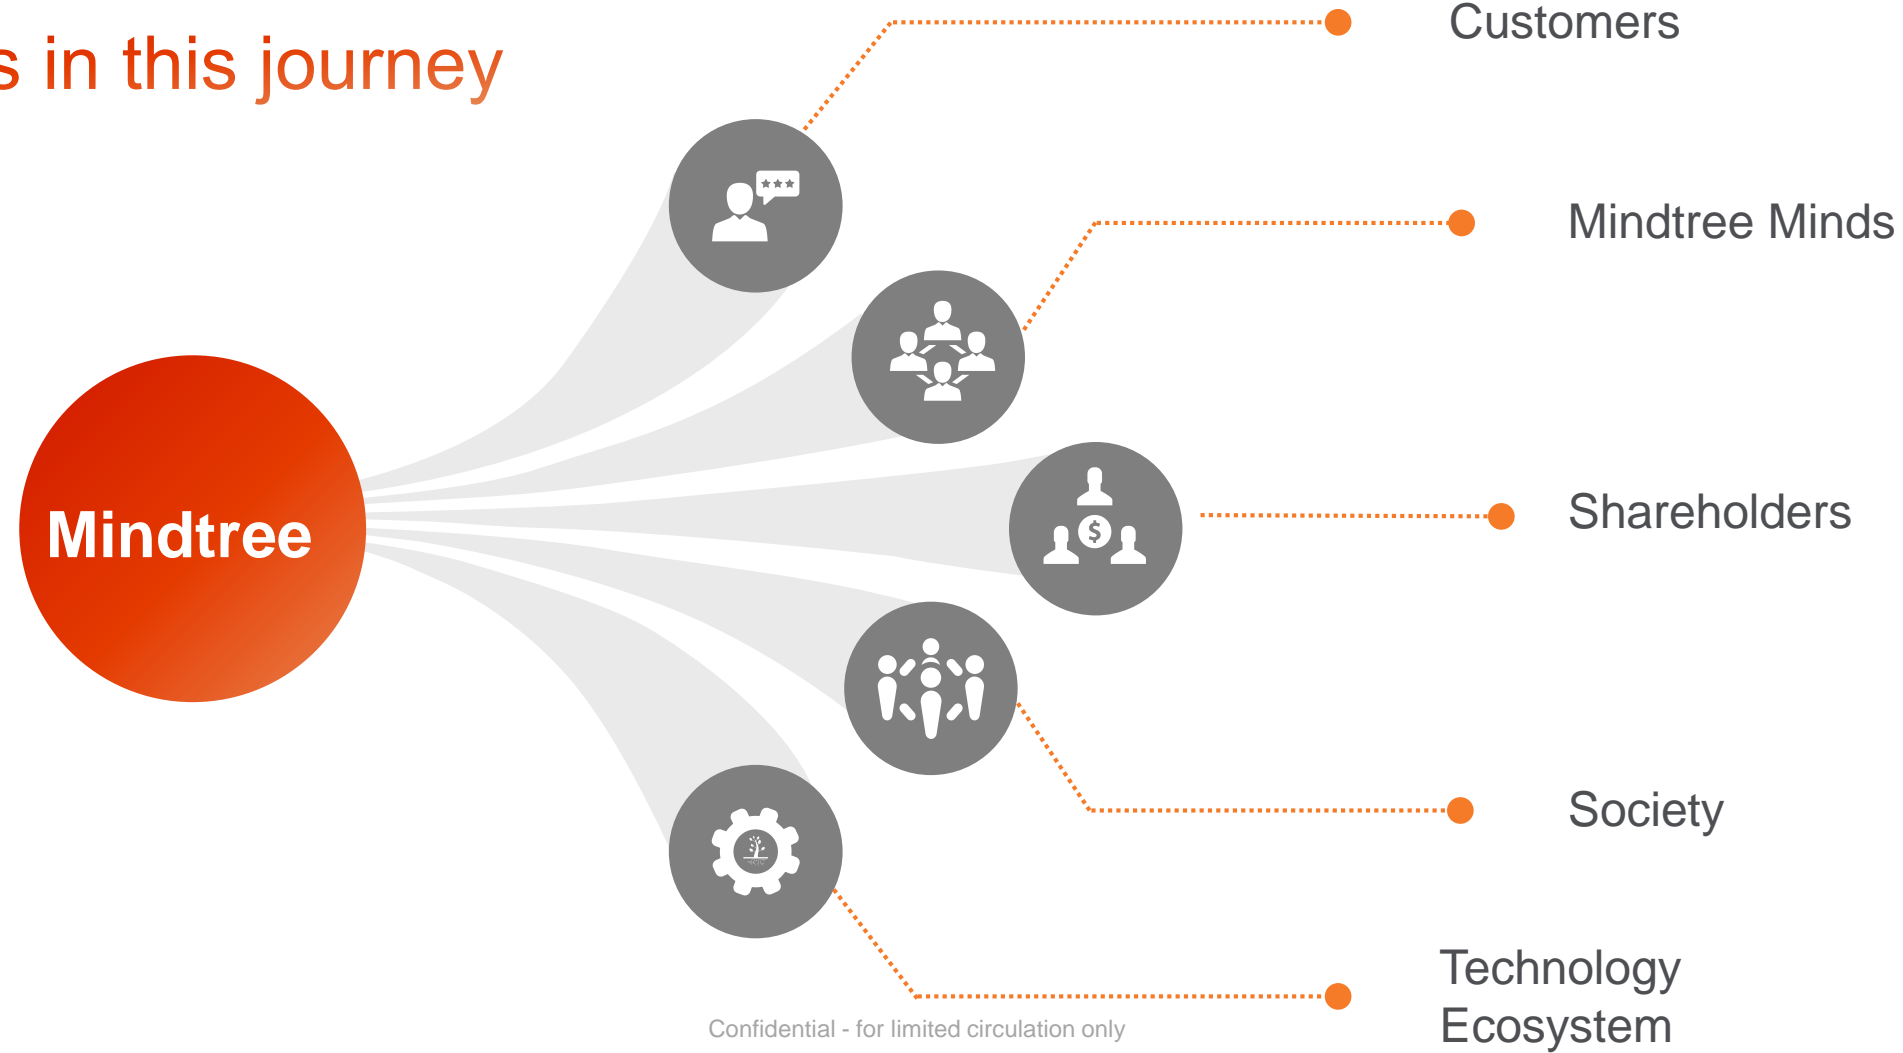 s in this journey
Customers
Mindtree Minds
Mindtree
Shareholders
$
Society
Technology
Ecosystem
Confidential - for limited circulation only